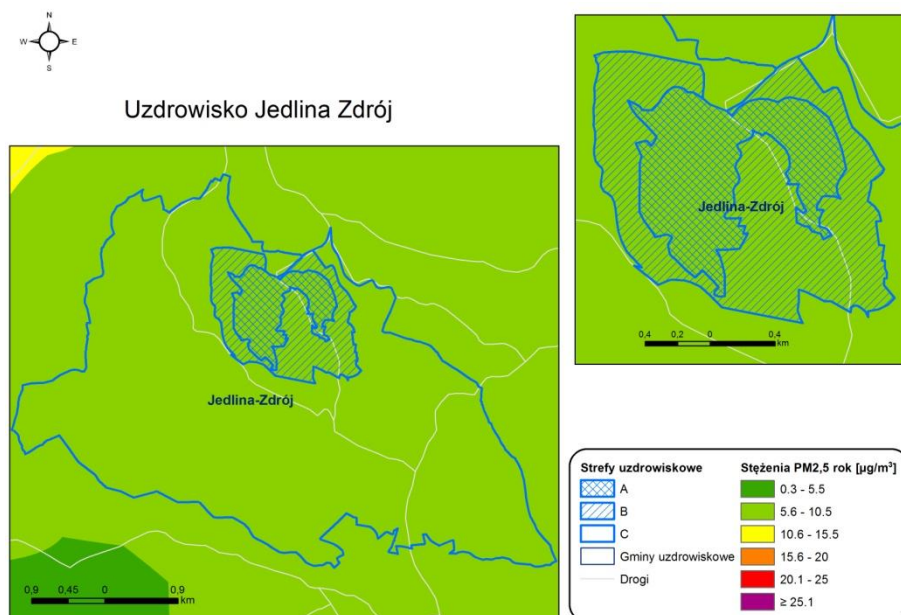 N
W E
S
Uzdrowisko Jedlina Zdrój
Jedlina-Zdrój
0,9 0,45 0 0,9
km
Jedlina-Zdrój
0,4 0,2 0 0,4
km
Strefy uzdrowiskowe
A
B
C
Gminy uzdrowiskowe
Drogi
Stężenia PM2,5 rok [µg/m³]
0.3 - 5.5
5.6 - 10.5
10.6 - 15.5
15.6 - 20
20.1 - 25
≥ 25.1